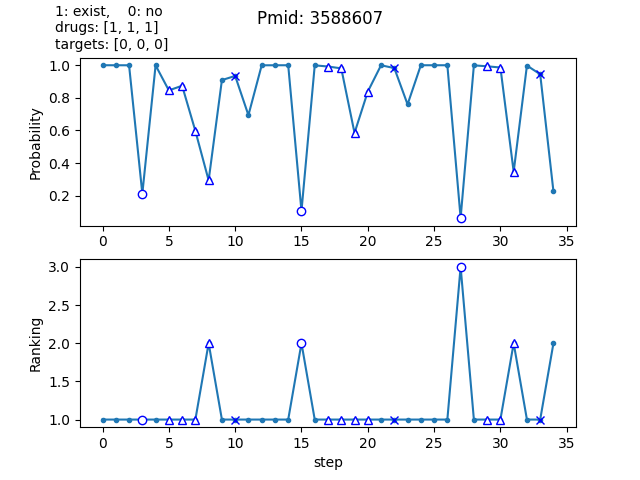 1: exist,    0: no
drugs: [1, 1, 1]
targets: [0, 0, 0]
Pmid: 3588607
Probability
1.0
0.8
0.6
0.4
0.2
0 5 10 15 20 25 30 35
Ranking
3.0
2.5
2.0
1.5
1.0
0 5 10 15 20 25 30 35
step